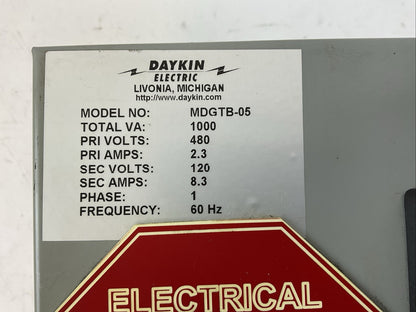 DAYKIN
ELECTRIC
LIVONIA, MICHIGAN
http://www.daykin.com
MODEL NO: MDGTB-05
TOTAL VA: 1000
PRI VOLTS: 480
PRI AMPS: 2.3
SEC VOLTS: 120
SEC AMPS: 8.3
PHASE: 1
FREQUENCY: 60 Hz
ELECTRICAL